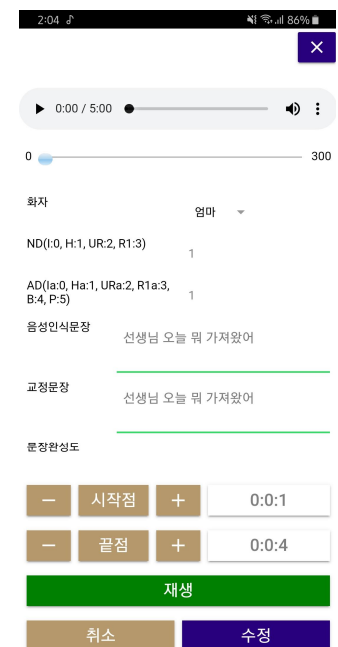 2:04 86%
×
0:00 / 5:00
0 300
화자 엄마
ND(I:0, H:1, UR:2, R1:3) 1
AD(Ia:0, Ha:1, URa:2, R1a:3,
B:4, P:5) 1
음성인식문장
선생님 오늘 뭐 가져왔어
교정문장
선생님 오늘 뭐 가져왔어
문장완성도
− 시작점 + 0:0:1
− 끝점 + 0:0:4
재생
취소 수정